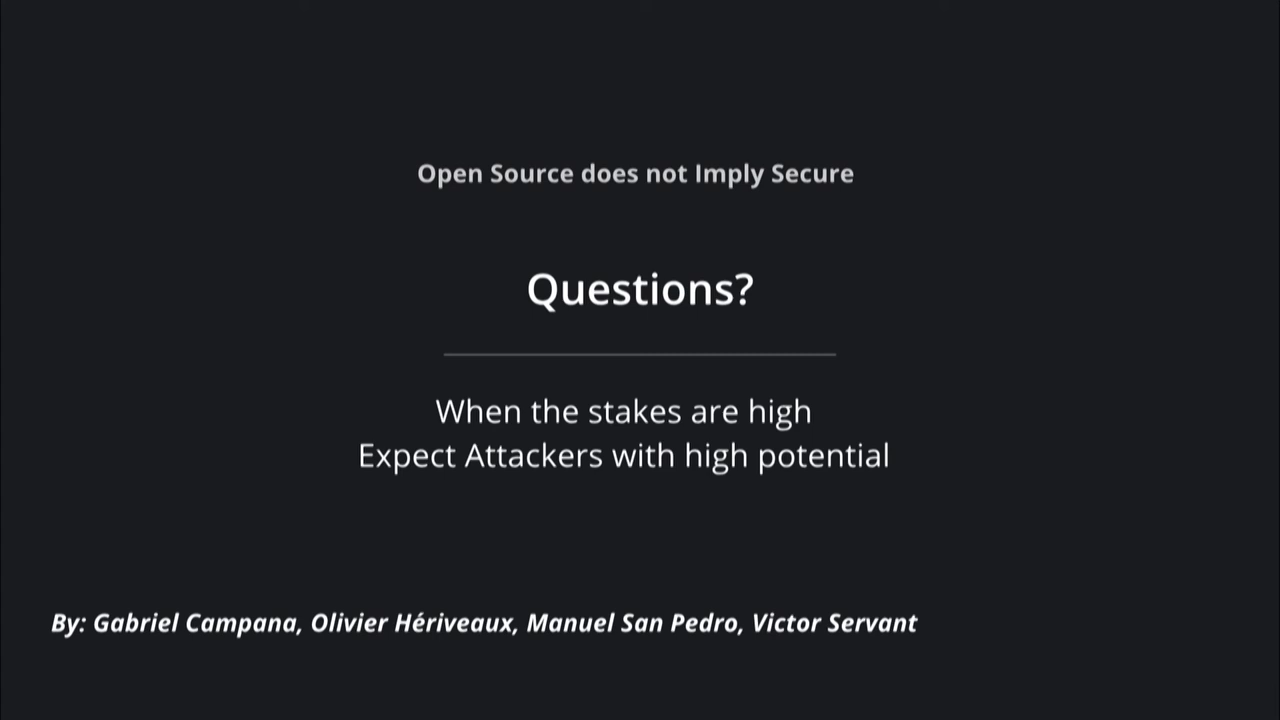 Open Source does not Imply Secure
Questions?
When the stakes are high
Expect Attackers with high potential
By: Gabriel Campana, Olivier Hériveaux, Manuel San Pedro, Victor Servant